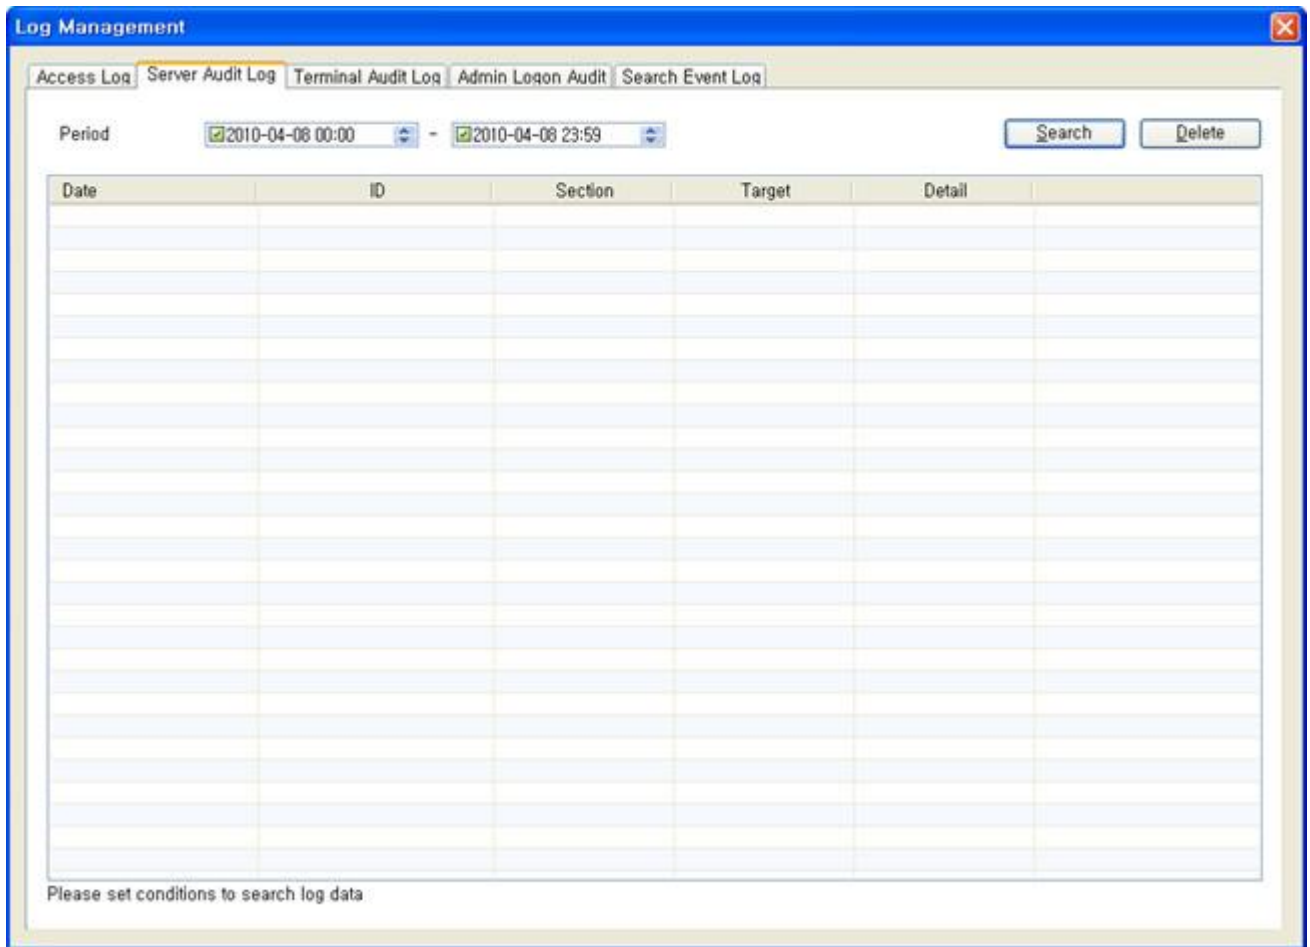 Log Management
Access Log Server Audit Log Terminal Audit Log Admin Logon Audit Search Event Log
Period 2010-04-08 00:00 - 2010-04-08 23:59 Search Delete
Date ID Section Target Detail
Please set conditions to search log data